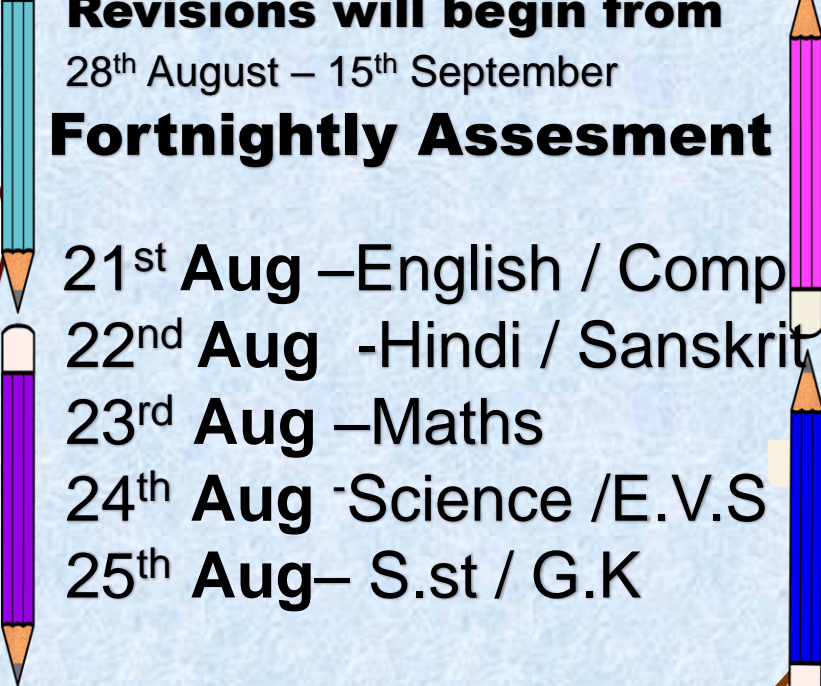 Revisions will begin from
28th August – 15th September
Fortnightly Assesment
21st Aug –English / Comp
22nd Aug -Hindi / Sanskrit
23rd Aug –Maths
24th Aug -Science /E.V.S
25th Aug– S.st / G.K